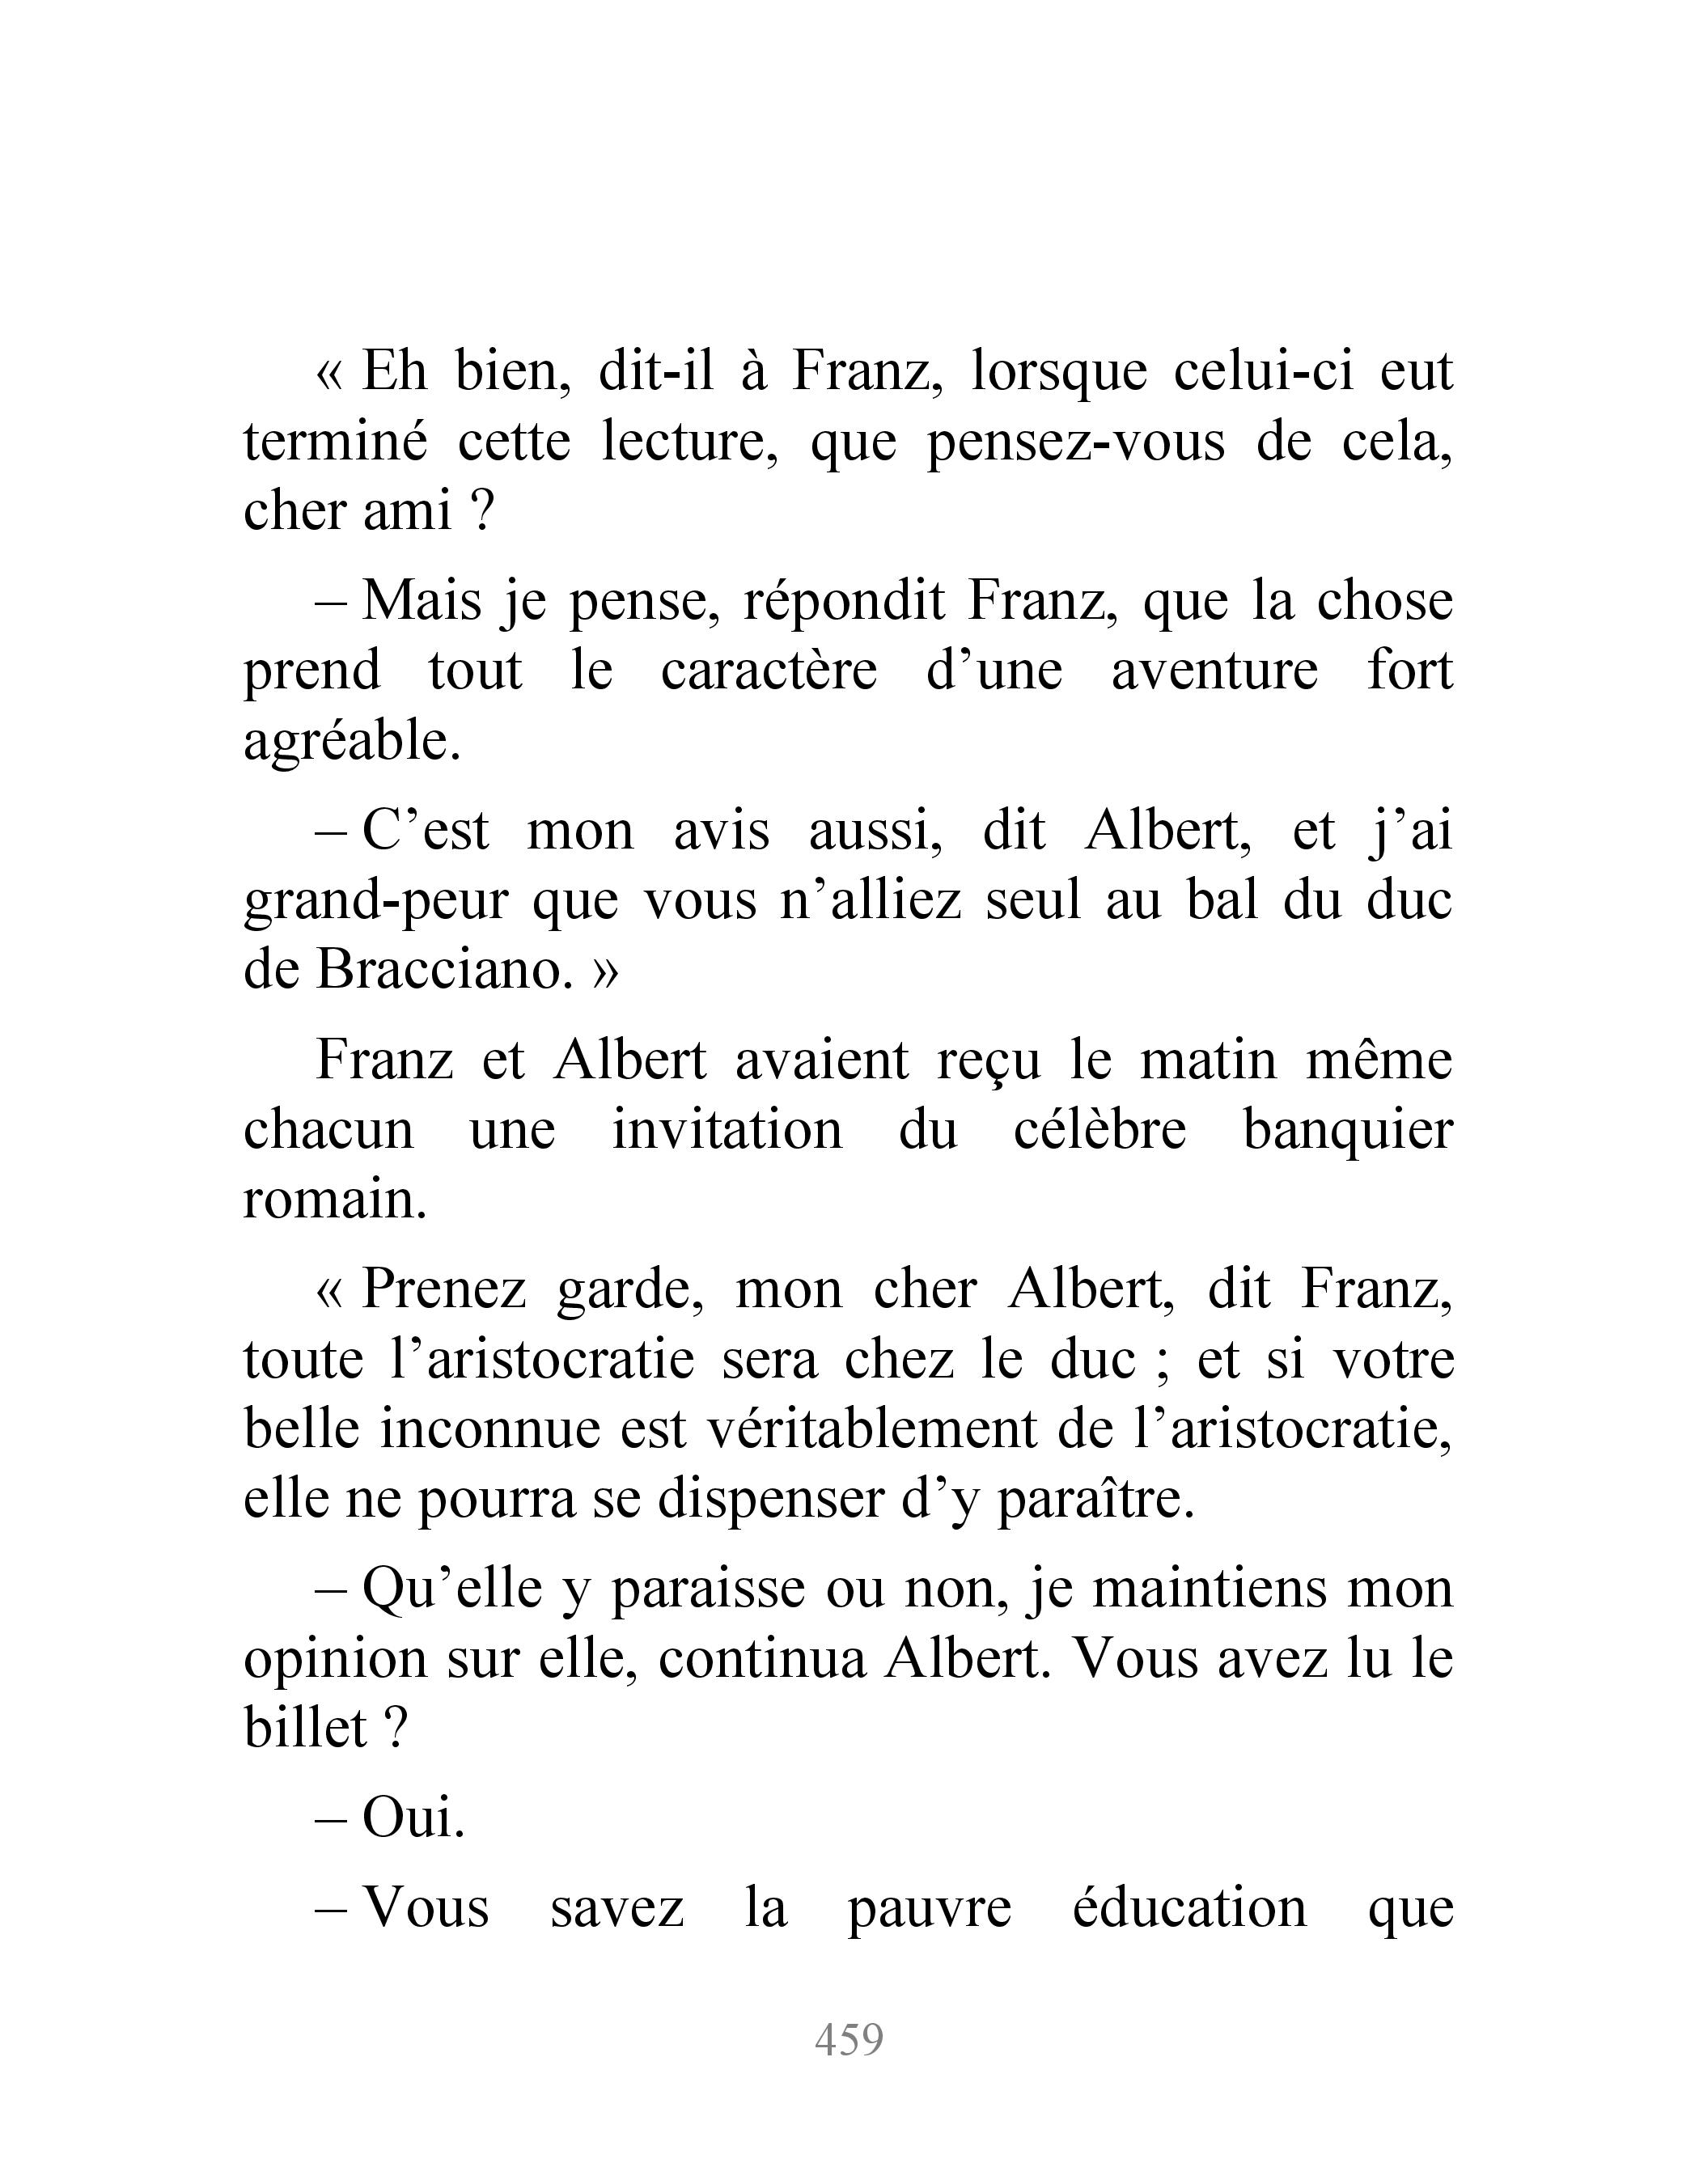 « Eh bien, dit-il à Franz, lorsque celui-ci eut
terminé cette lecture, que pensez-vous de cela,
cher ami ?
– Mais je pense, répondit Franz, que la chose
prend tout le caractère d’une aventure fort
agréable.
– C’est mon avis aussi, dit Albert, et j’ai
grand-peur que vous n’alliez seul au bal du duc
de Bracciano. »
Franz et Albert avaient reçu le matin même
chacun une invitation du célèbre banquier
romain.
« Prenez garde, mon cher Albert, dit Franz,
toute l’aristocratie sera chez le duc ; et si votre
belle inconnue est véritablement de l’aristocratie,
elle ne pourra se dispenser d’y paraître.
– Qu’elle y paraisse ou non, je maintiens mon
opinion sur elle, continua Albert. Vous avez lu le
billet ?
– Oui.
– Vous savez la pauvre éducation que
459